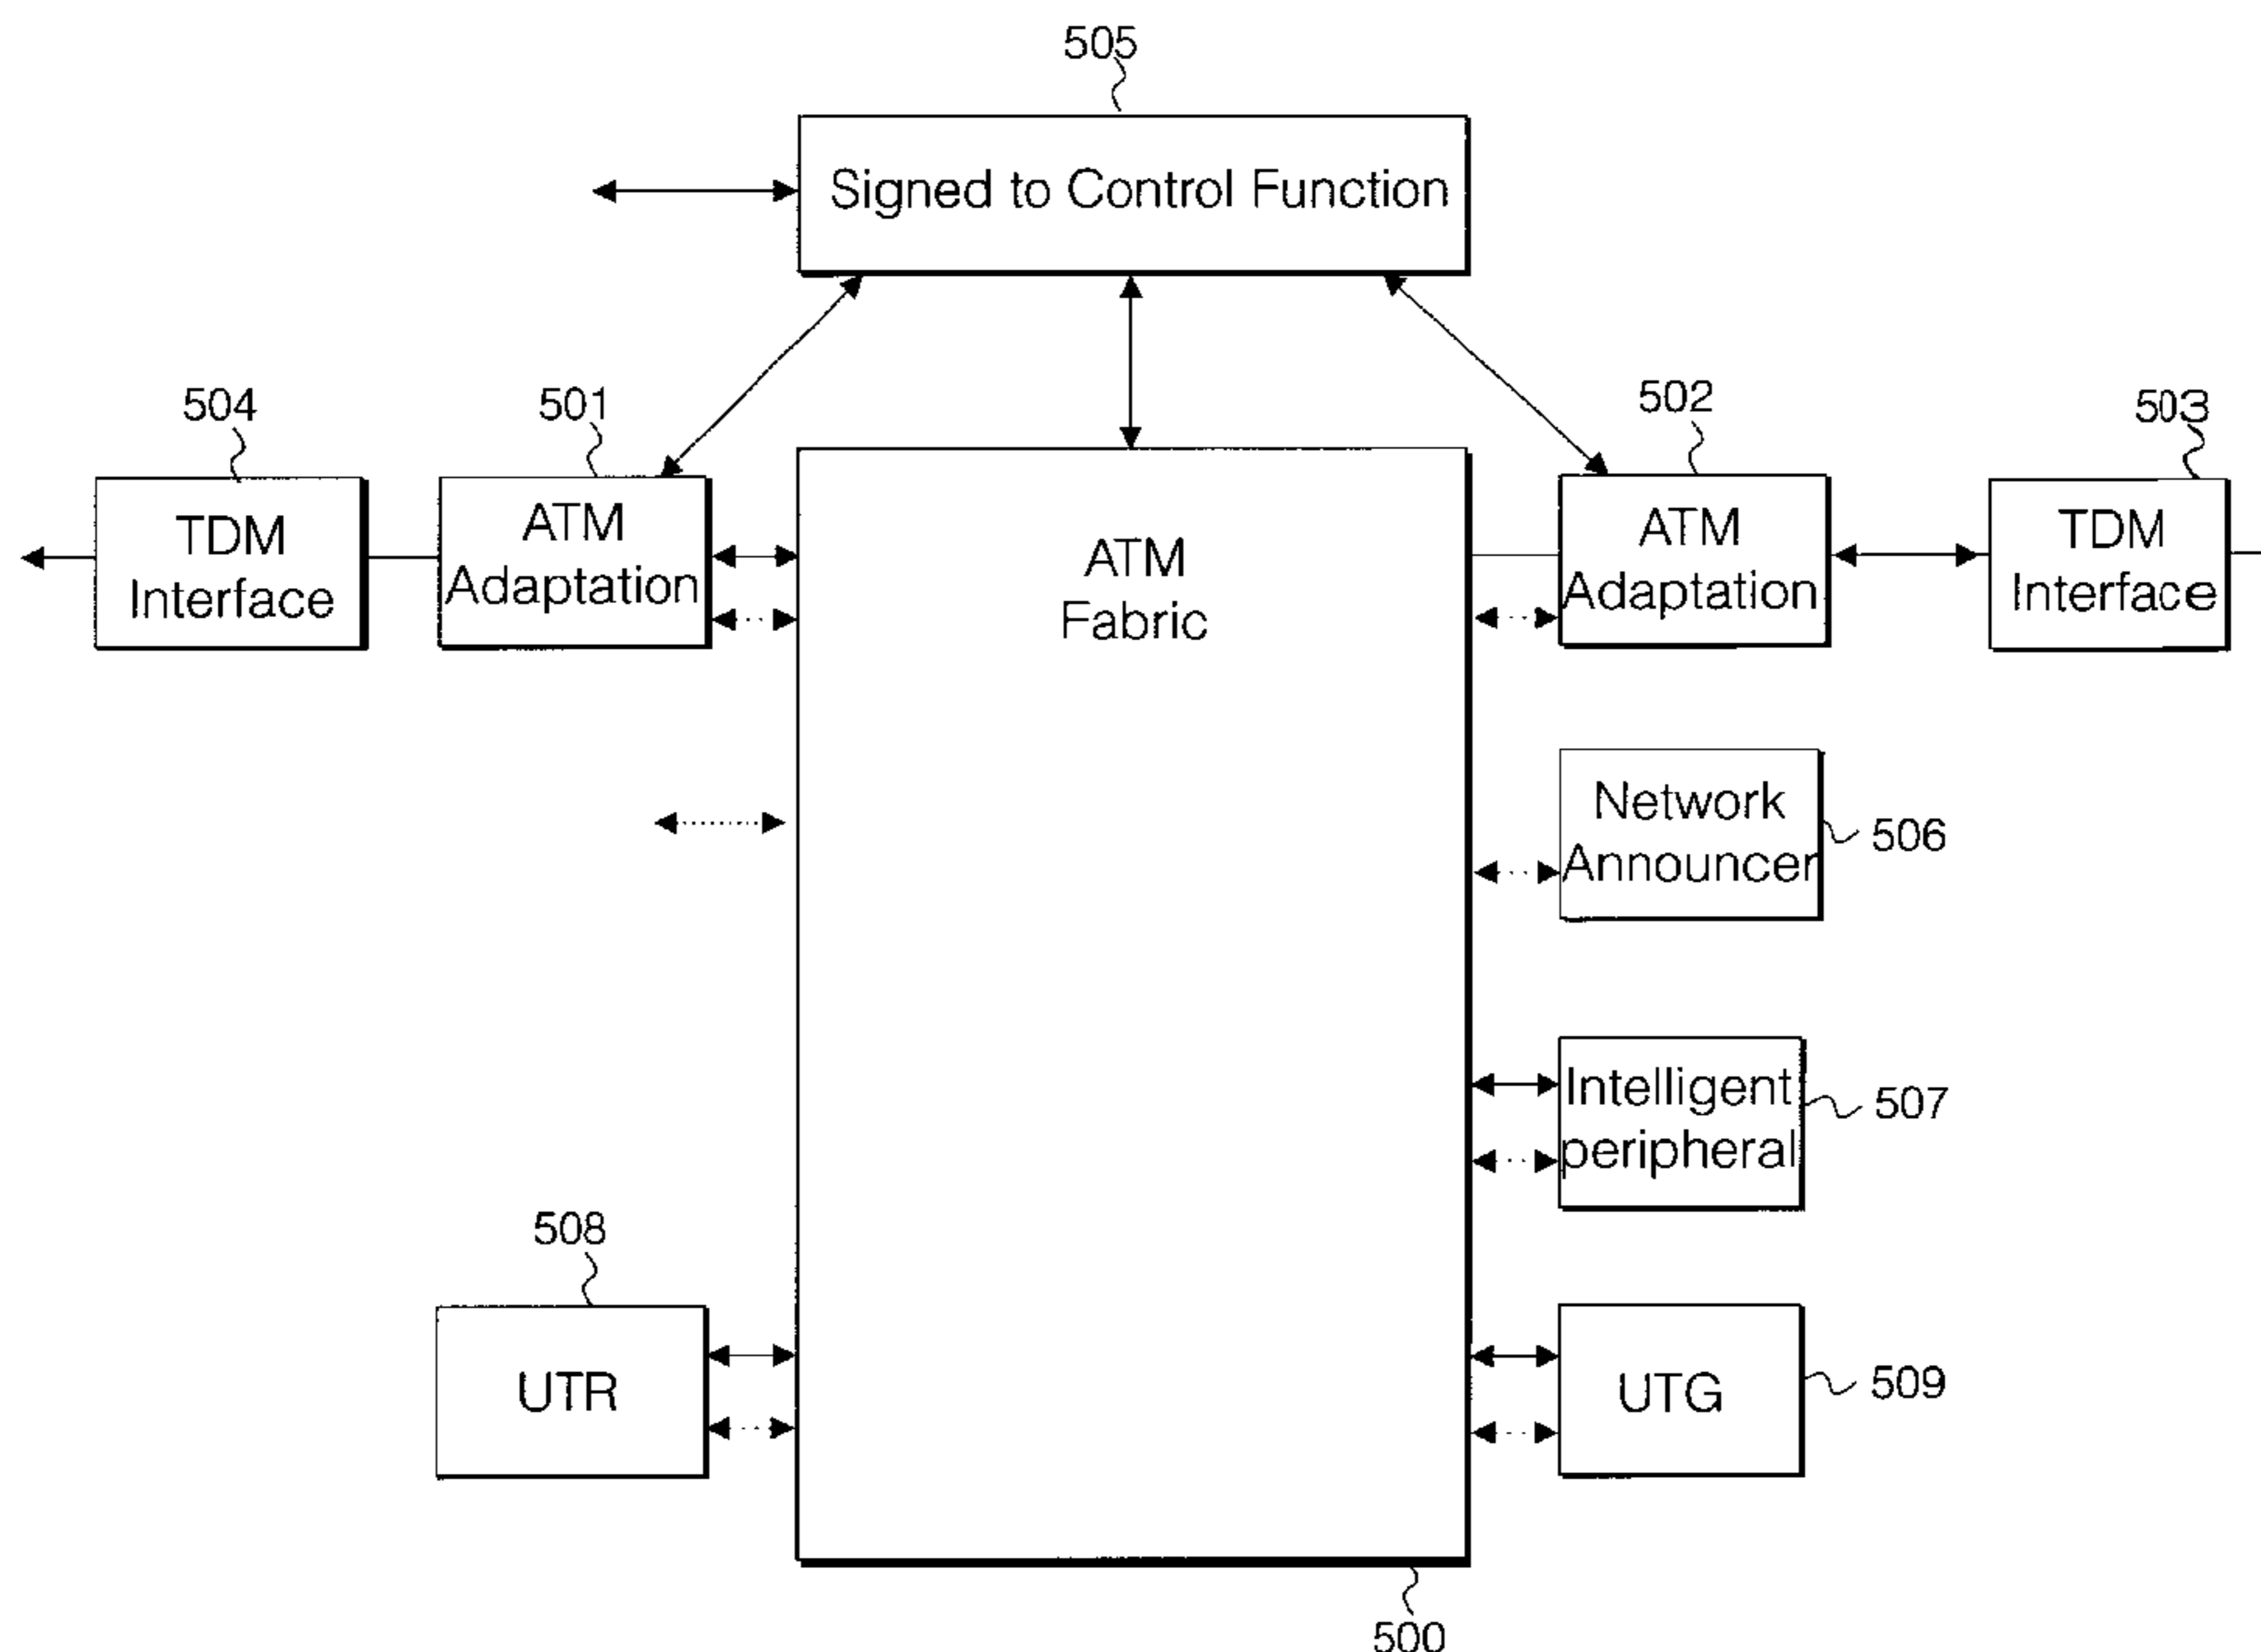 505
Signed to Control Function
504
501
502
503
TDM
Interface
ATM
Adaptation
ATM
Fabric
ATM
Adaptation
TDM
Interface
Network
Announcer
506
Intelligent
peripheral
507
508
UTR
UTG
509
500